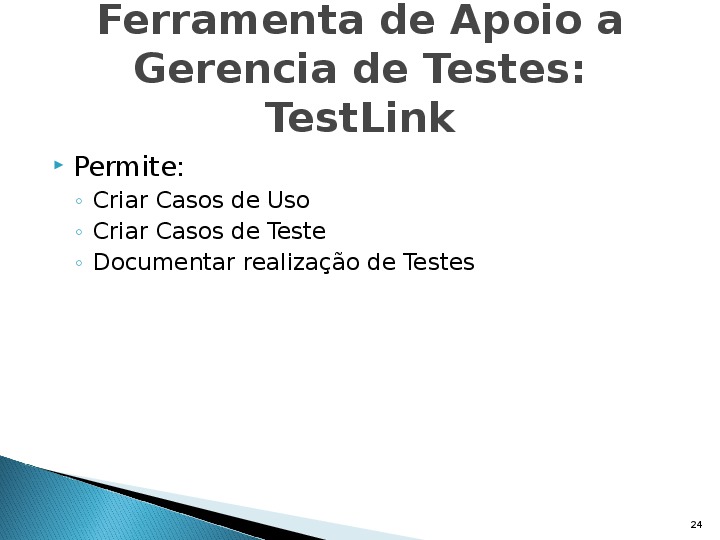 Ferramenta de Apoio a
Gerencia de Testes:
TestLink
Permite:
Criar Casos de Uso
Criar Casos de Teste
Documentar realização de Testes
24